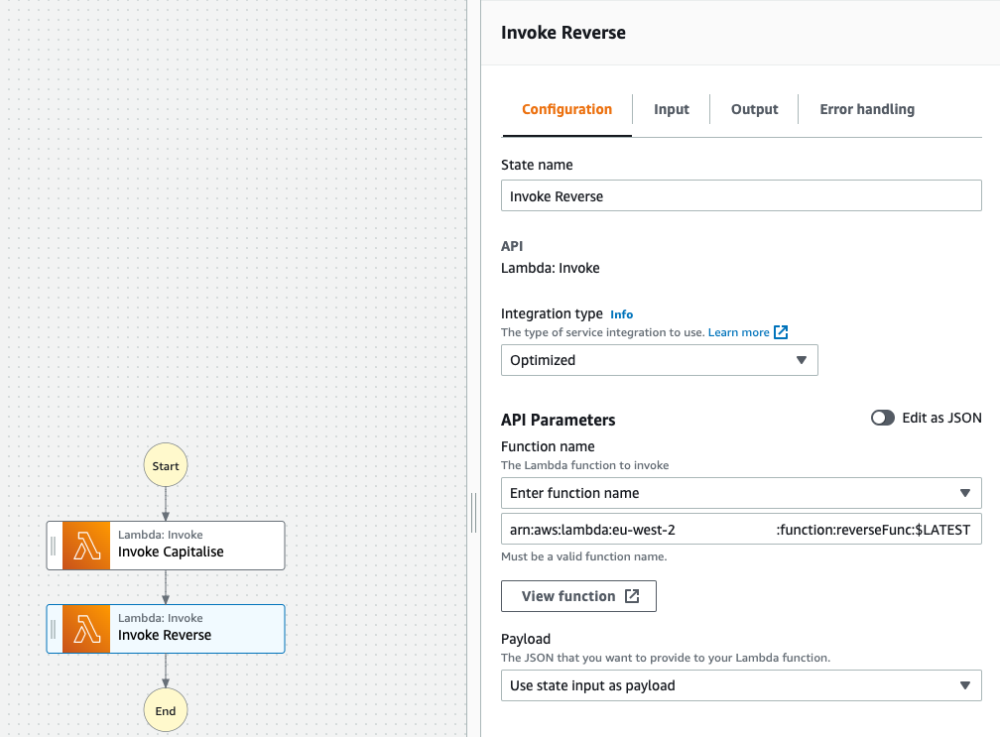 Invoke Reverse
Configuration Input Output Error handling
State name
Invoke Reverse
API
Lambda: Invoke
Integration type Info
The type of service integration to use. Learn more
Optimized
API Parameters Edit as JSON
Function name
The Lambda function to invoke
Enter function name
arn:aws:lambda:eu-west-2 :function:reverseFunc:$LATEST
Must be a valid function name.
View function
Payload
The JSON that you want to provide to your Lambda function.
Use state input as payload
Start
Lambda: Invoke
Invoke Capitalise
Lambda: Invoke
Invoke Reverse
End